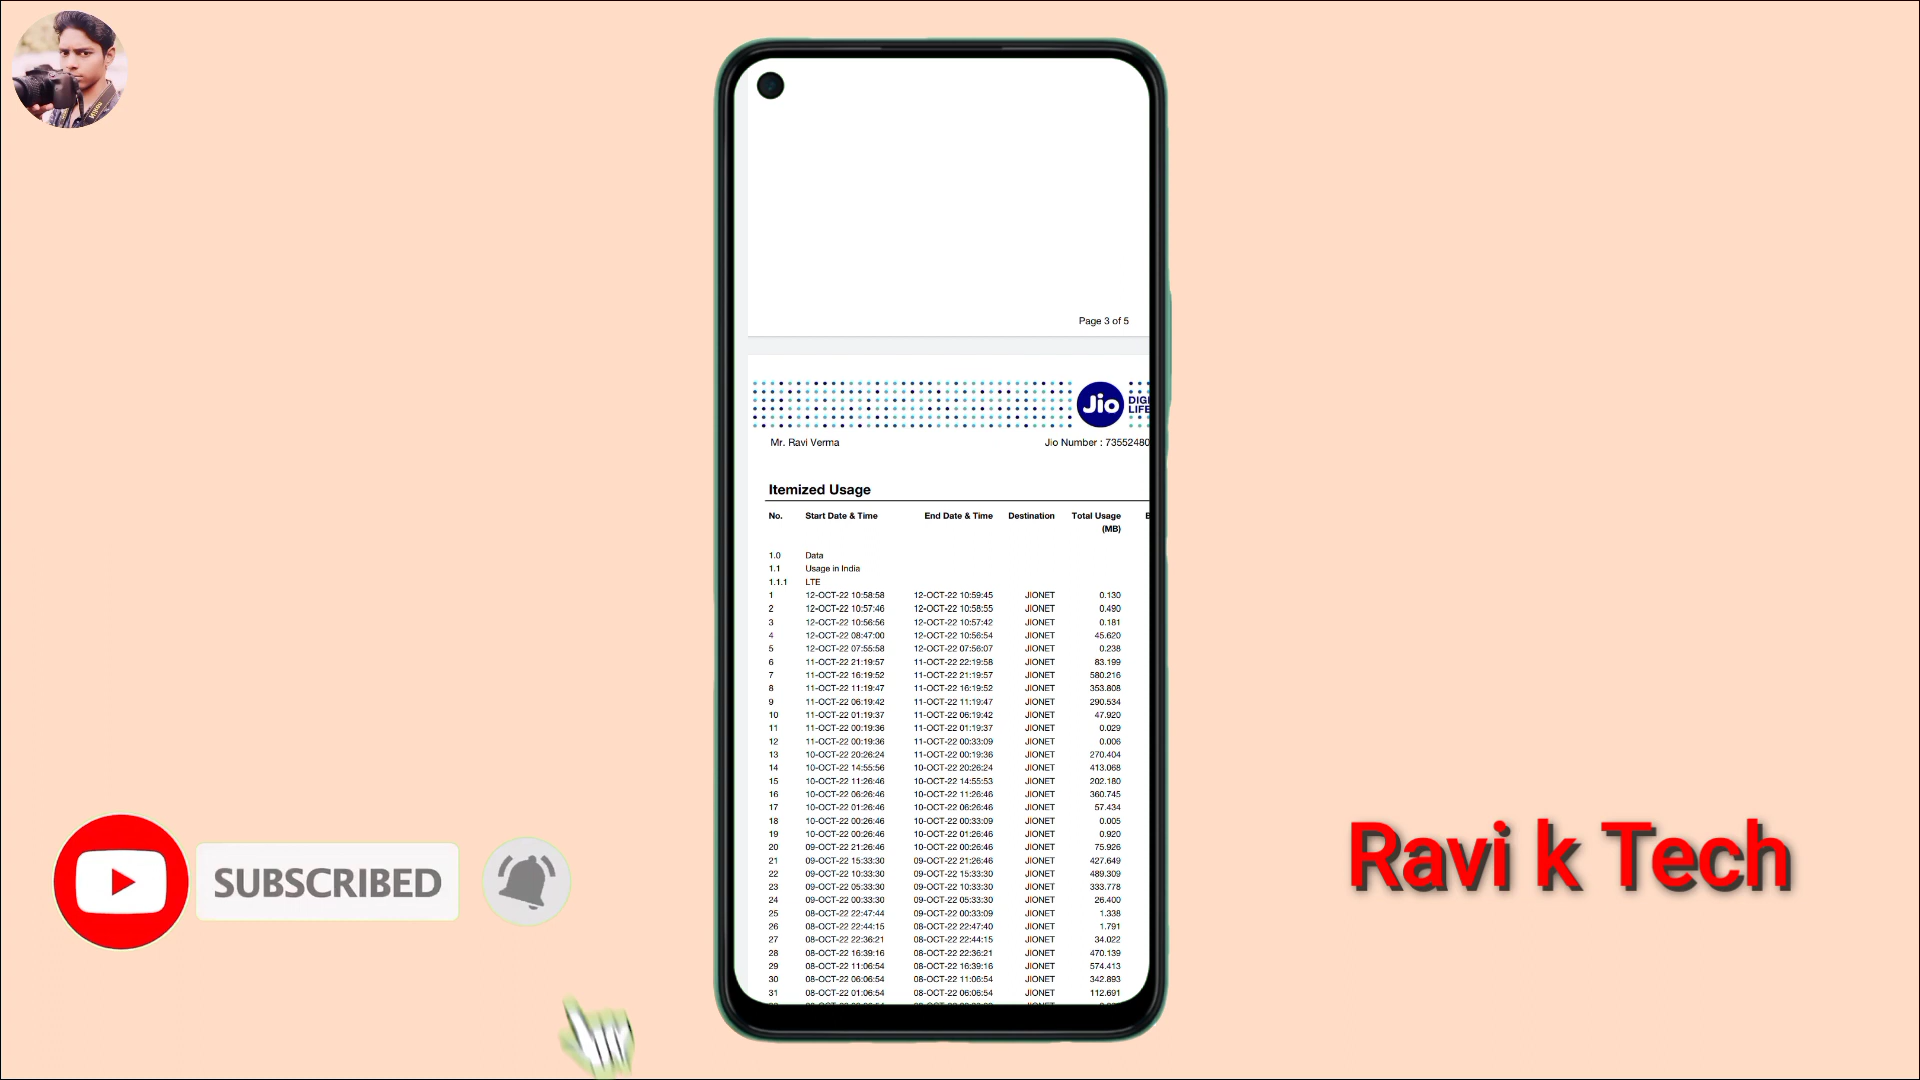 Page 3 of 5
Jio DIGI
LIFE
Mr. Ravi Verma Jio Number : 73552480
Itemized Usage
No. Start Date & Time End Date & Time Destination Total Usage
(MB)
1.0 Data
1.1 Usage in India
1.1.1 LTE
1 12-OCT-22 10:58:58 12-OCT-22 10:59:45 JIONET 0.130
2 12-OCT-22 10:57:46 12-OCT-22 10:58:55 JIONET 0.490
3 12-OCT-22 10:56:56 12-OCT-22 10:57:42 JIONET 0.181
4 12-OCT-22 08:47:00 12-OCT-22 10:56:54 JIONET 45.620
5 12-OCT-22 07:55:58 12-OCT-22 07:56:07 JIONET 0.238
6 11-OCT-22 21:19:57 11-OCT-22 22:19:58 JIONET 83.199
7 11-OCT-22 16:19:52 11-OCT-22 21:19:57 JIONET 580.216
8 11-OCT-22 11:19:47 11-OCT-22 16:19:52 JIONET 353.808
9 11-OCT-22 06:19:42 11-OCT-22 11:19:47 JIONET 290.534
10 11-OCT-22 01:19:37 11-OCT-22 06:19:42 JIONET 47.920
11 11-OCT-22 00:19:36 11-OCT-22 01:19:37 JIONET 0.029
12 11-OCT-22 00:19:36 11-OCT-22 00:33:09 JIONET 0.006
13 10-OCT-22 20:26:24 11-OCT-22 00:19:36 JIONET 270.404
14 10-OCT-22 14:55:56 10-OCT-22 20:26:24 JIONET 413.068
15 10-OCT-22 11:26:46 10-OCT-22 14:55:53 JIONET 202.180
16 10-OCT-22 06:26:46 10-OCT-22 11:26:46 JIONET 360.745
17 10-OCT-22 01:26:46 10-OCT-22 06:26:46 JIONET 57.434
18 10-OCT-22 00:26:46 10-OCT-22 00:33:09 JIONET 0.005
19 10-OCT-22 00:26:46 10-OCT-22 01:26:46 JIONET 0.920
20 09-OCT-22 21:26:46 10-OCT-22 00:26:46 JIONET 75.926
21 09-OCT-22 15:33:30 09-OCT-22 21:26:46 JIONET 427.649
22 09-OCT-22 10:33:30 09-OCT-22 15:33:30 JIONET 489.309
23 09-OCT-22 05:33:30 09-OCT-22 10:33:30 JIONET 333.778
24 09-OCT-22 00:33:30 09-OCT-22 05:33:30 JIONET 26.400
25 08-OCT-22 22:47:44 09-OCT-22 00:33:09 JIONET 1.338
26 08-OCT-22 22:44:15 08-OCT-22 22:47:40 JIONET 1.791
27 08-OCT-22 22:36:21 08-OCT-22 22:44:15 JIONET 34.022
28 08-OCT-22 16:39:16 08-OCT-22 22:36:21 JIONET 470.139
29 08-OCT-22 11:06:54 08-OCT-22 16:39:16 JIONET 574.413
30 08-OCT-22 06:06:54 08-OCT-22 11:06:54 JIONET 342.893
31 08-OCT-22 01:06:54 08-OCT-22 06:06:54 JIONET 112.691
SUBSCRIBED
Ravi k Tech